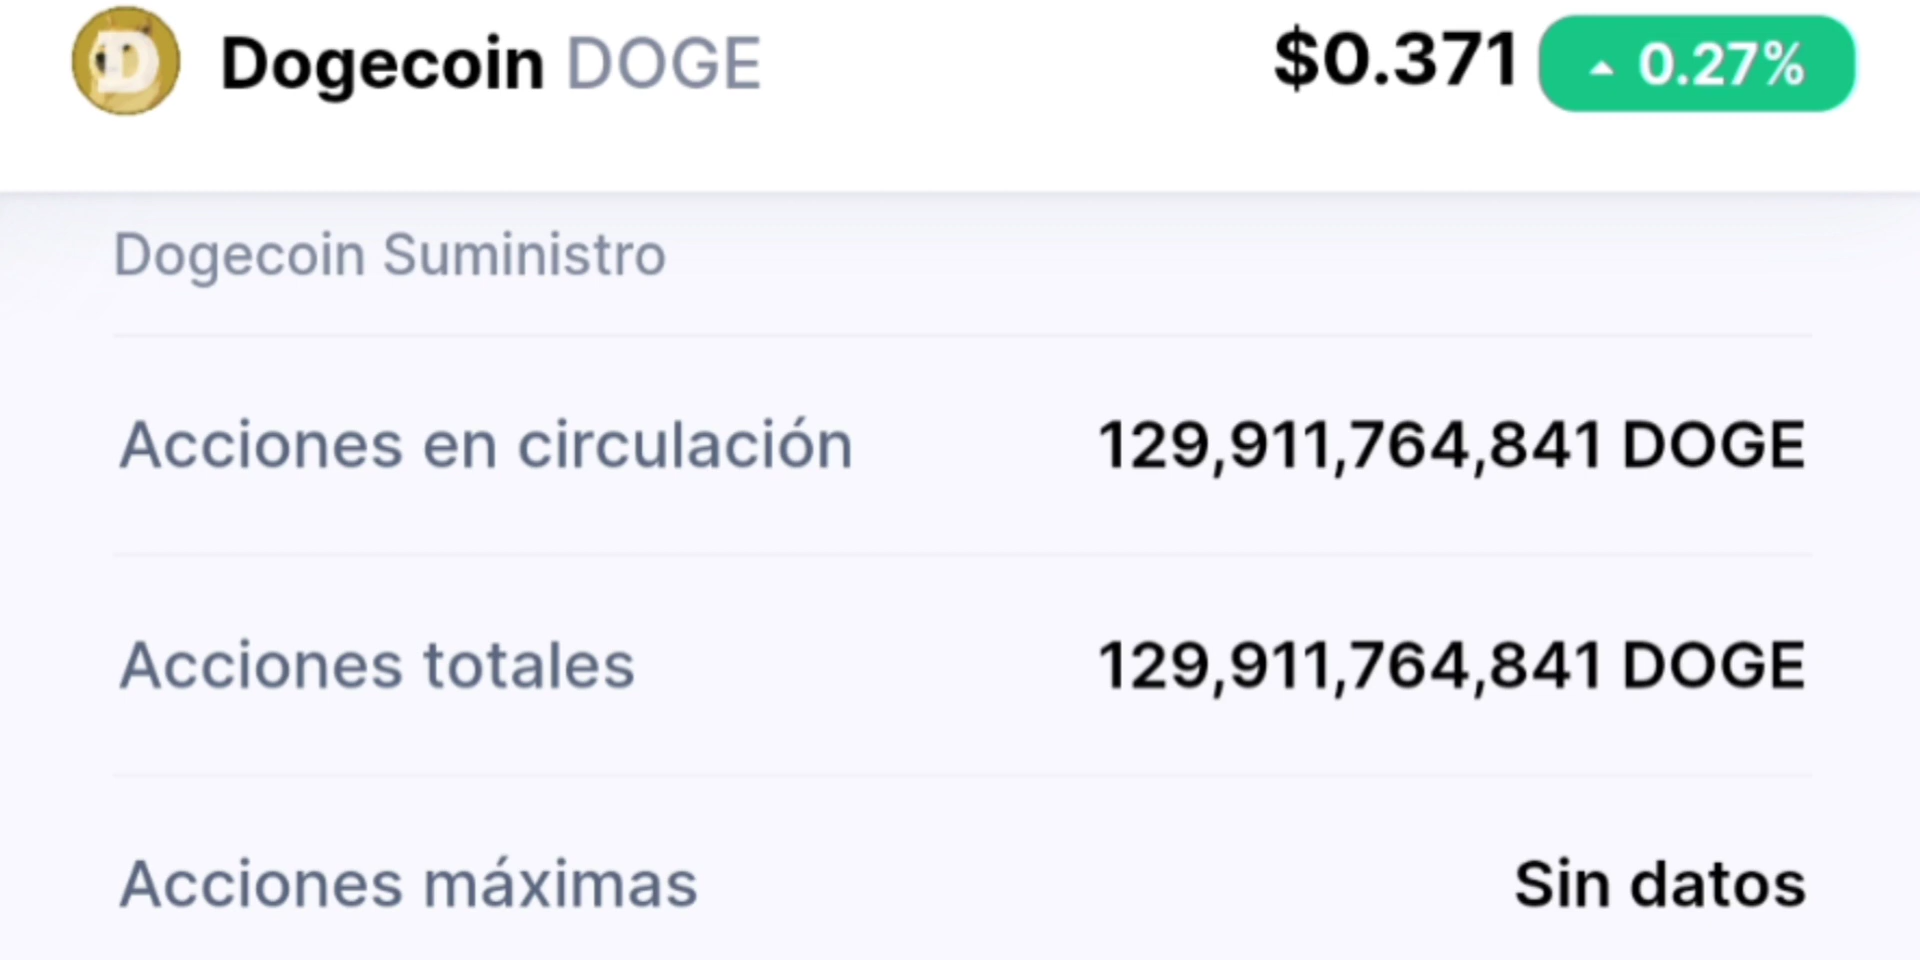 Dogecoin DOGE $0.371 0.27%
Dogecoin Suministro
Acciones en circulación 129,911,764,841 DOGE
Acciones totales 129,911,764,841 DOGE
Acciones máximas Sin datos